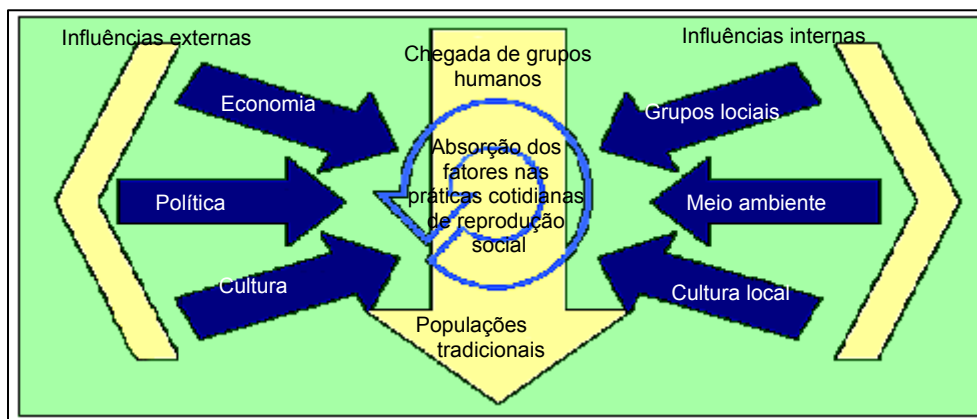 Influências externas
Economia
Política
Cultura
Chegada de grupos
humanos
Absorção dos
fatores nas
práticas cotidianas
de reprodução
social
Populações
tradicionais
Influências internas
Grupos lociais
Meio ambiente
Cultura local